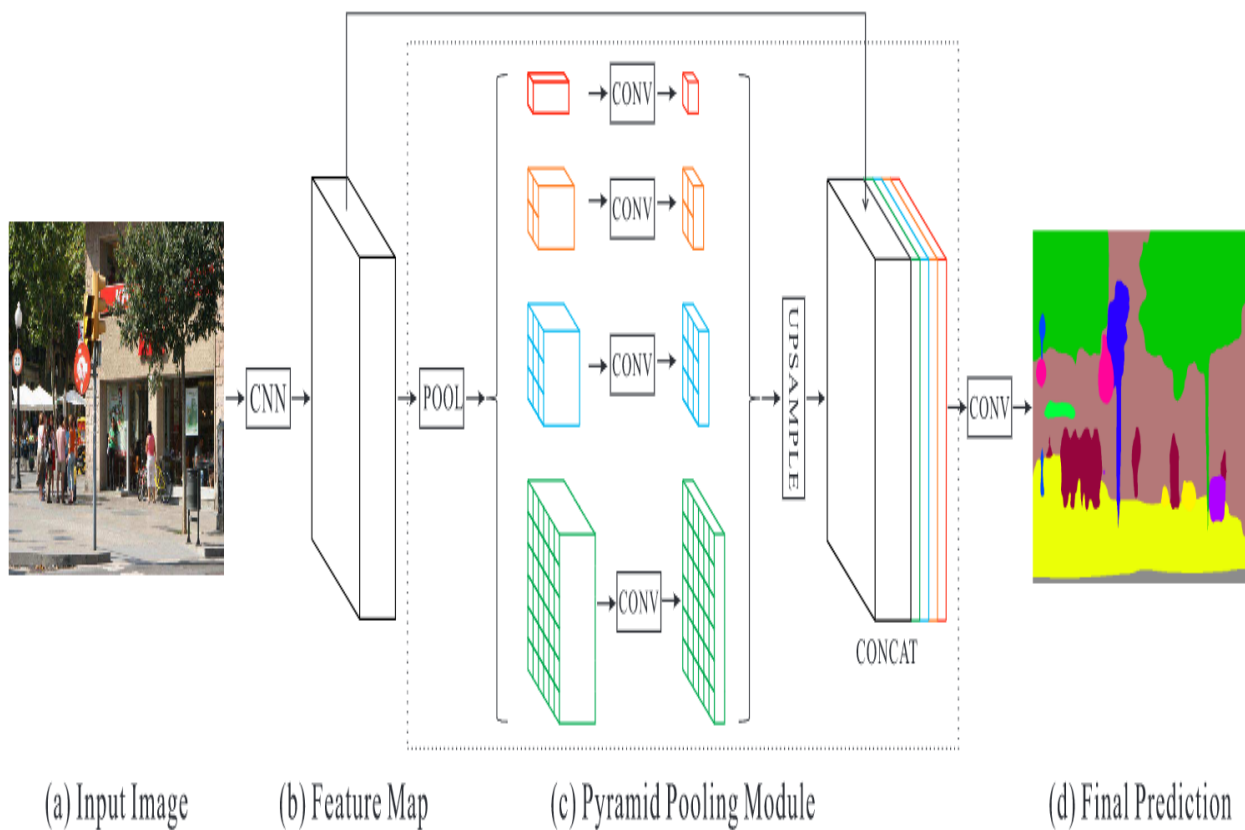 CONV
CONV
CNN
POOL
CONV
UPSAMPLE
CONV
CONV
CONCAT
(a) Input Image
(b) Feature Map
(c) Pyramid Pooling Module
(d) Final Prediction